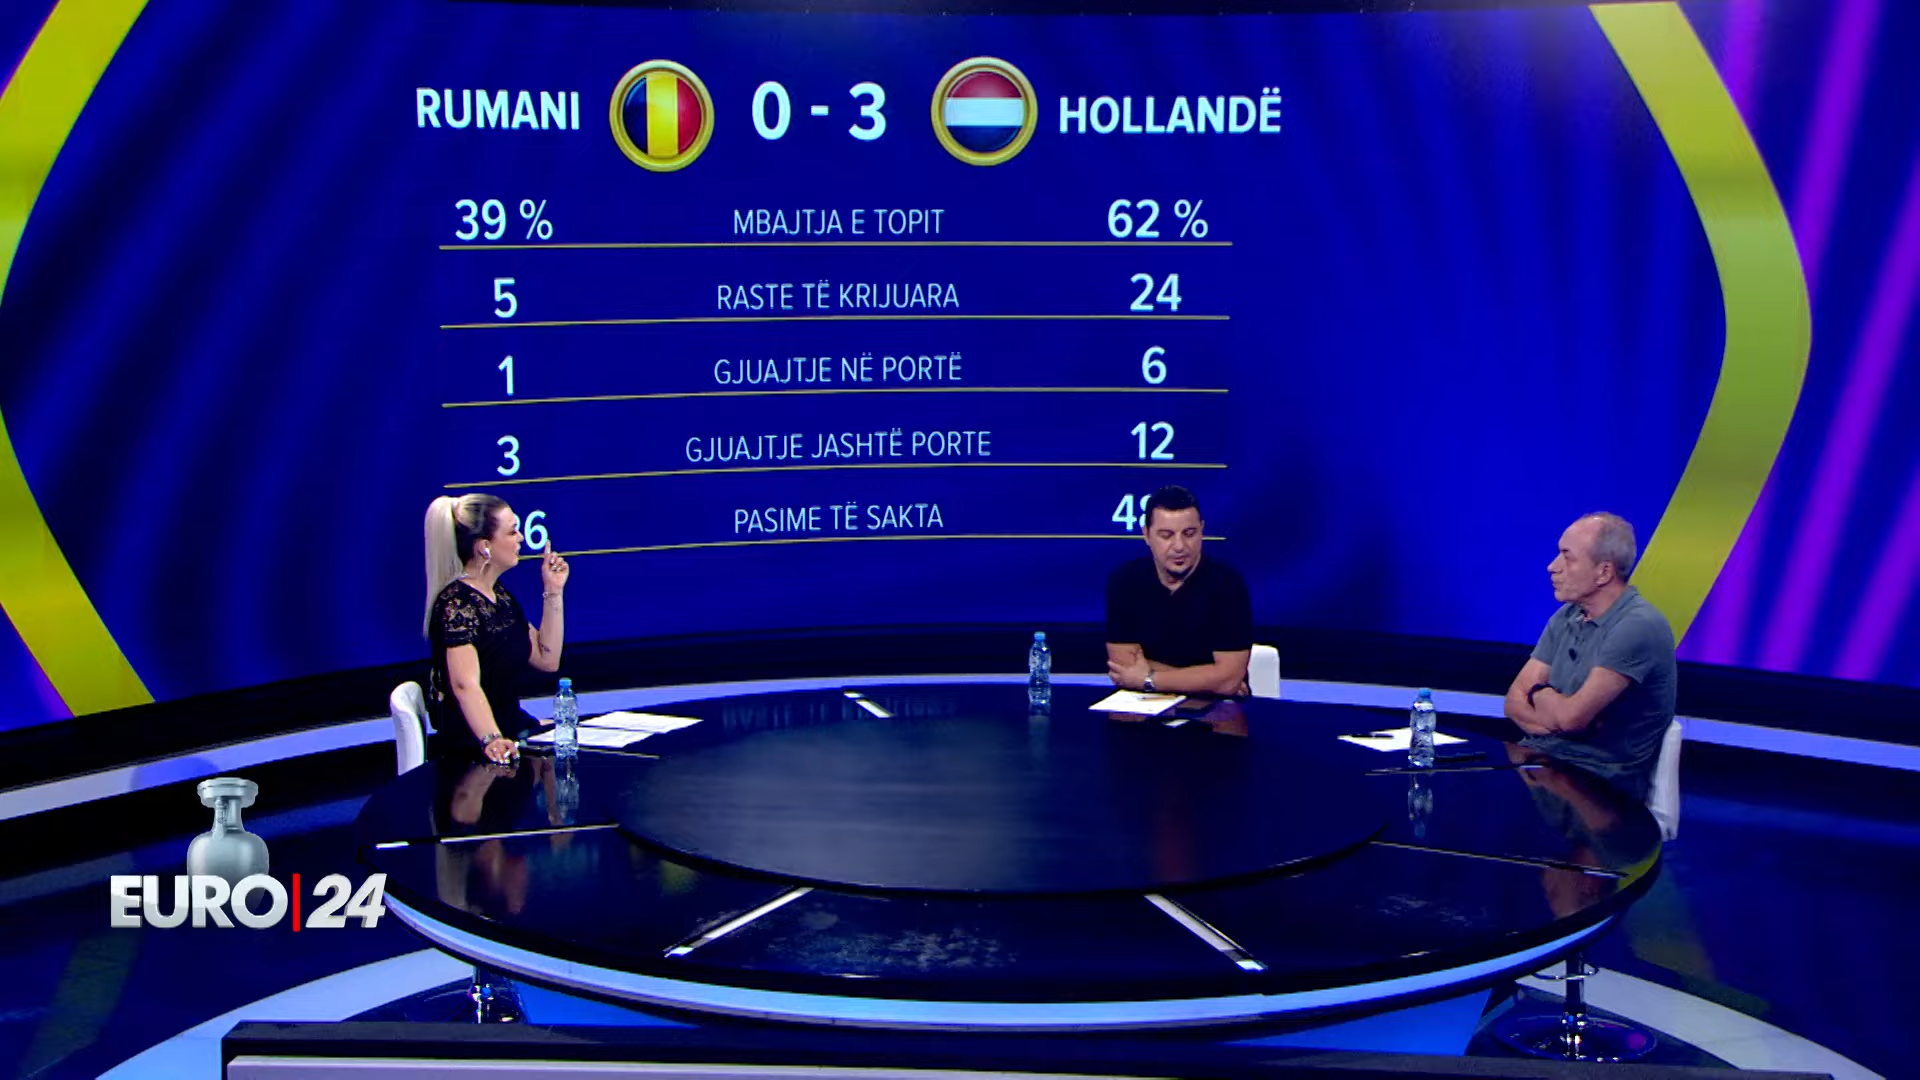 RUMANI 0 - 3 HOLLANDË
39 % MBAJTJA E TOPIT 62 %
5 RASTE TË KRIJUARA 24
1 GJUAJTJE NË PORTË 6
3 GJUAJTJE JASHTË PORTE 12
PASIME TË SAKTA
EURO|24